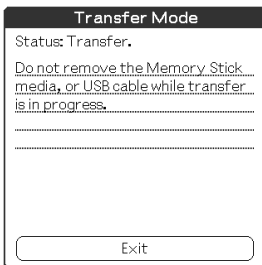 Transfer Mode
Status: Transfer.
Do not remove the Memory Stick
media, or USB cable while transfer
is in progress.
Exit